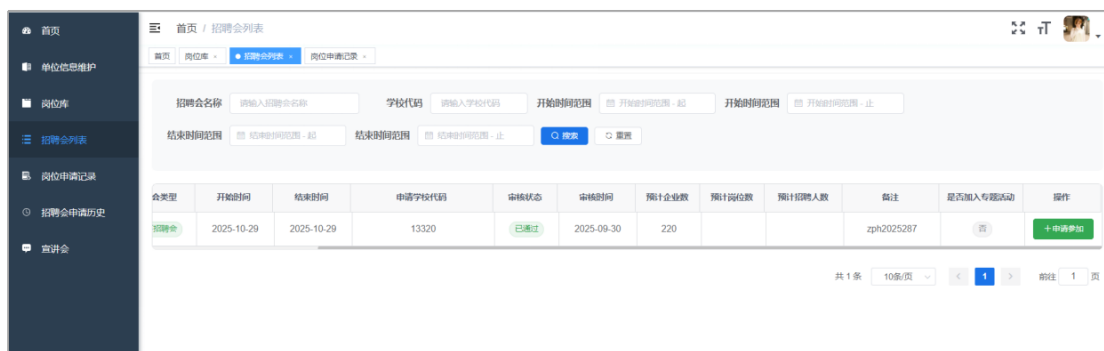 首页
单位信息维护
岗位库
招聘会列表
岗位申请记录
招聘会申请历史
宣讲会
首页 / 招聘会列表
首页 岗位库 × 招聘会列表 × 岗位申请记录 ×
招聘会名称 请输入招聘会名称 学校代码 请输入学校代码 开始时间范围 开始时间范围 - 起 开始时间范围 开始时间范围 - 止
结束时间范围 结束时间范围 - 起 结束时间范围 结束时间范围 - 止 搜索 重置
会类型 开始时间 结束时间 申请学校代码 审核状态 审核时间 预计企业数 预计岗位数 预计招聘人数 备注 是否加入专题活动 操作
招聘会 2025-10-29 2025-10-29 13320 已通过 2025-09-30 220 zph2025287 否 +申请参加
共 1 条 10条/页 < 1 > 前往 1 页